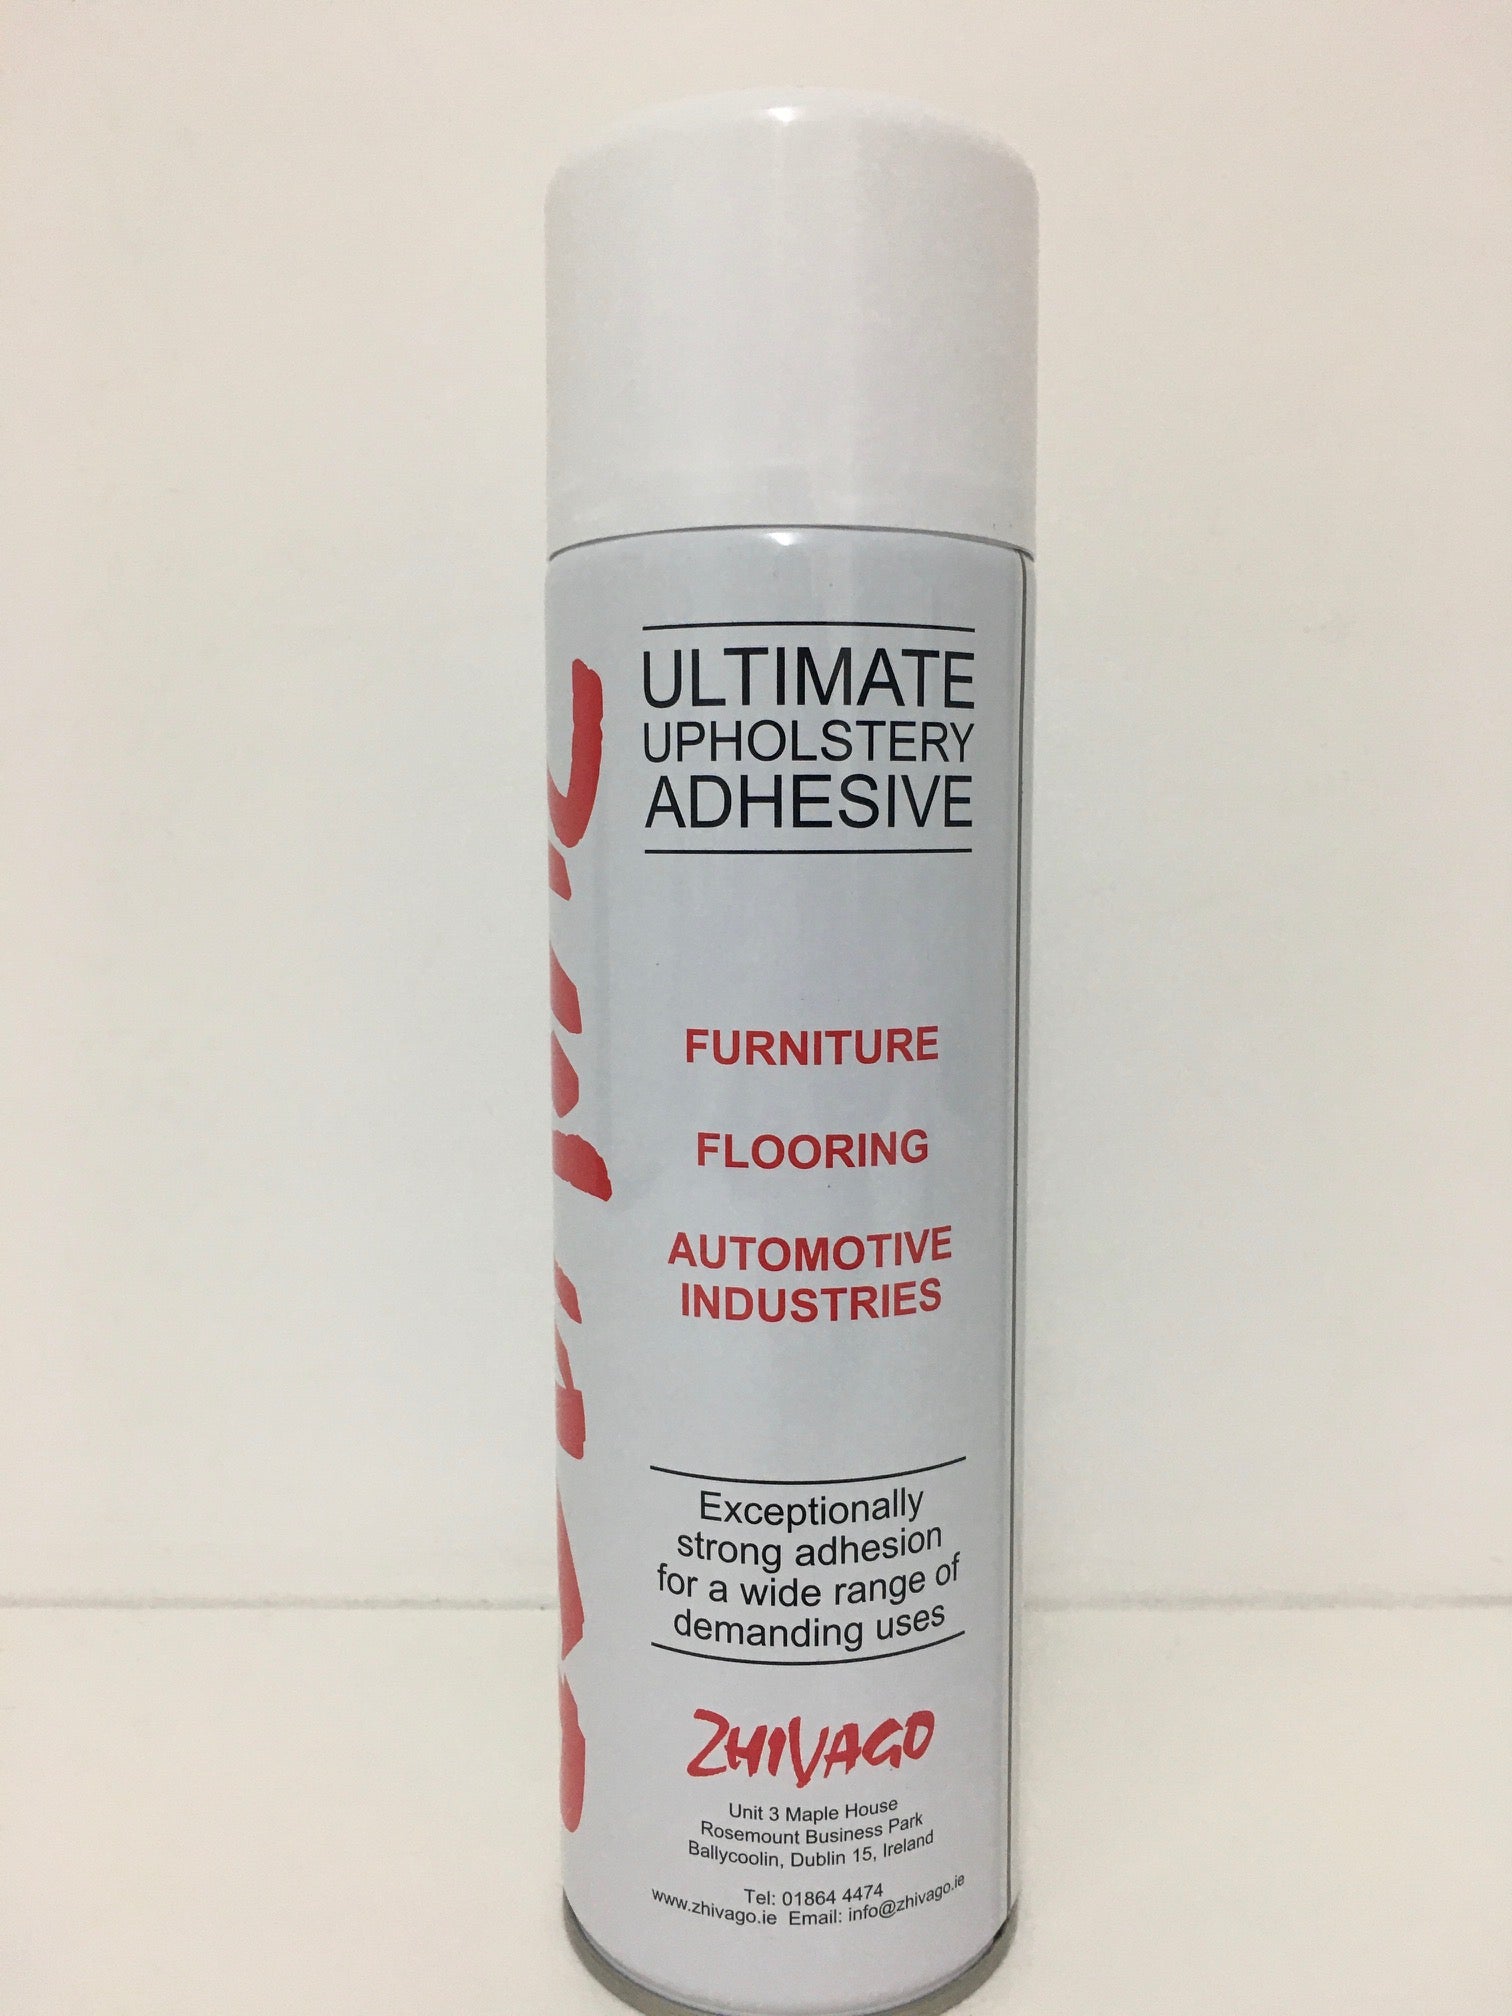 ULTIMATE
UPHOLSTERY
ADHESIVE
FURNITURE
FLOORING
AUTOMOTIVE
INDUSTRIES
Exceptionally
strong adhesion
for a wide range of
demanding uses
ZHIVAGO
Unit 3 Maple House
Rosemount Business Park
Ballycoolin, Dublin 15, Ireland
Tel: 01864 4474
www.zhivago.ie Email: info@zhivago.ie